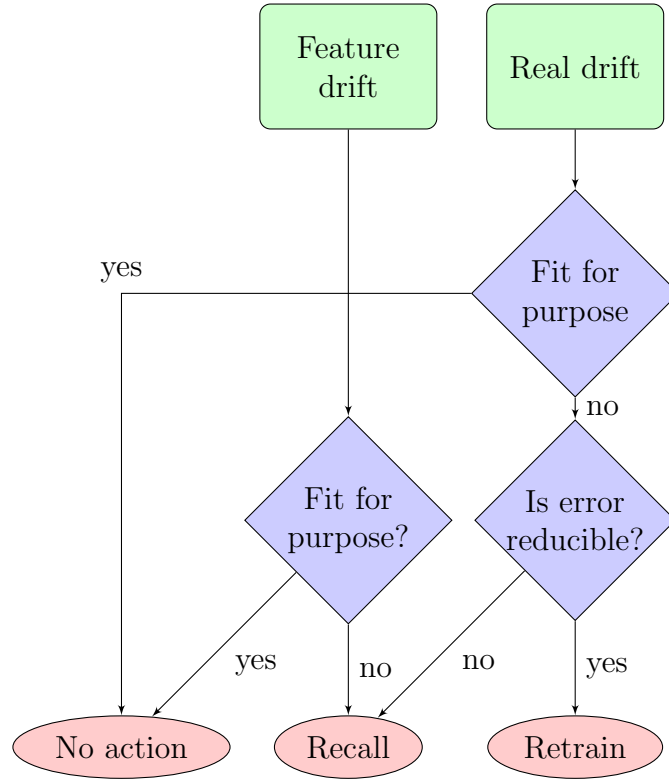 Feature
drift
Real drift
yes
Fit for
purpose
no
Fit for
purpose?
Is error
reducible?
yes
no
no
yes
No action
Recall
Retrain